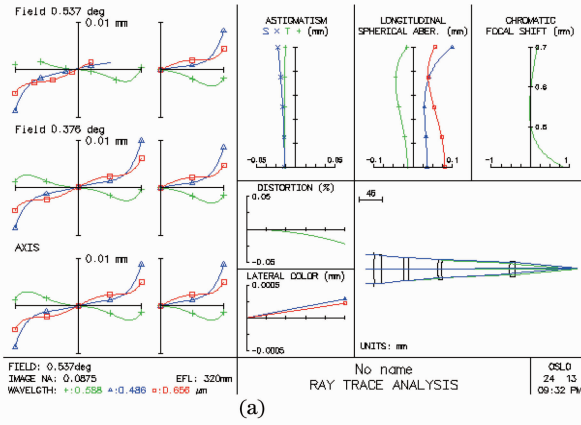 Field 0.537 deg
0.01 mm
Field 0.376 deg
0.01 mm
AXIS
0.01 mm
ASTIGMATISM
S × T + (mm)
-0.05 0.05
LONGITUDINAL
SPHERICAL ABER. (mm)
-0.1 0.1
CHROMATIC
FOCAL SHIFT (mm)
0.7
0.6
0.5
-1 1
DISTORTION (%)
0.05
-0.05
LATERAL COLOR (mm)
0.0005
-0.0005
46
UNITS: mm
FIELD: 0.537deg
IMAGE NA: 0.0875 EFL: 320mm
WAVELGTH: +:0.588 ▵:0.486 ▫:0.656 μm
No name
RAY TRACE ANALYSIS
OSLO
24 13
09:32 PM
(a)